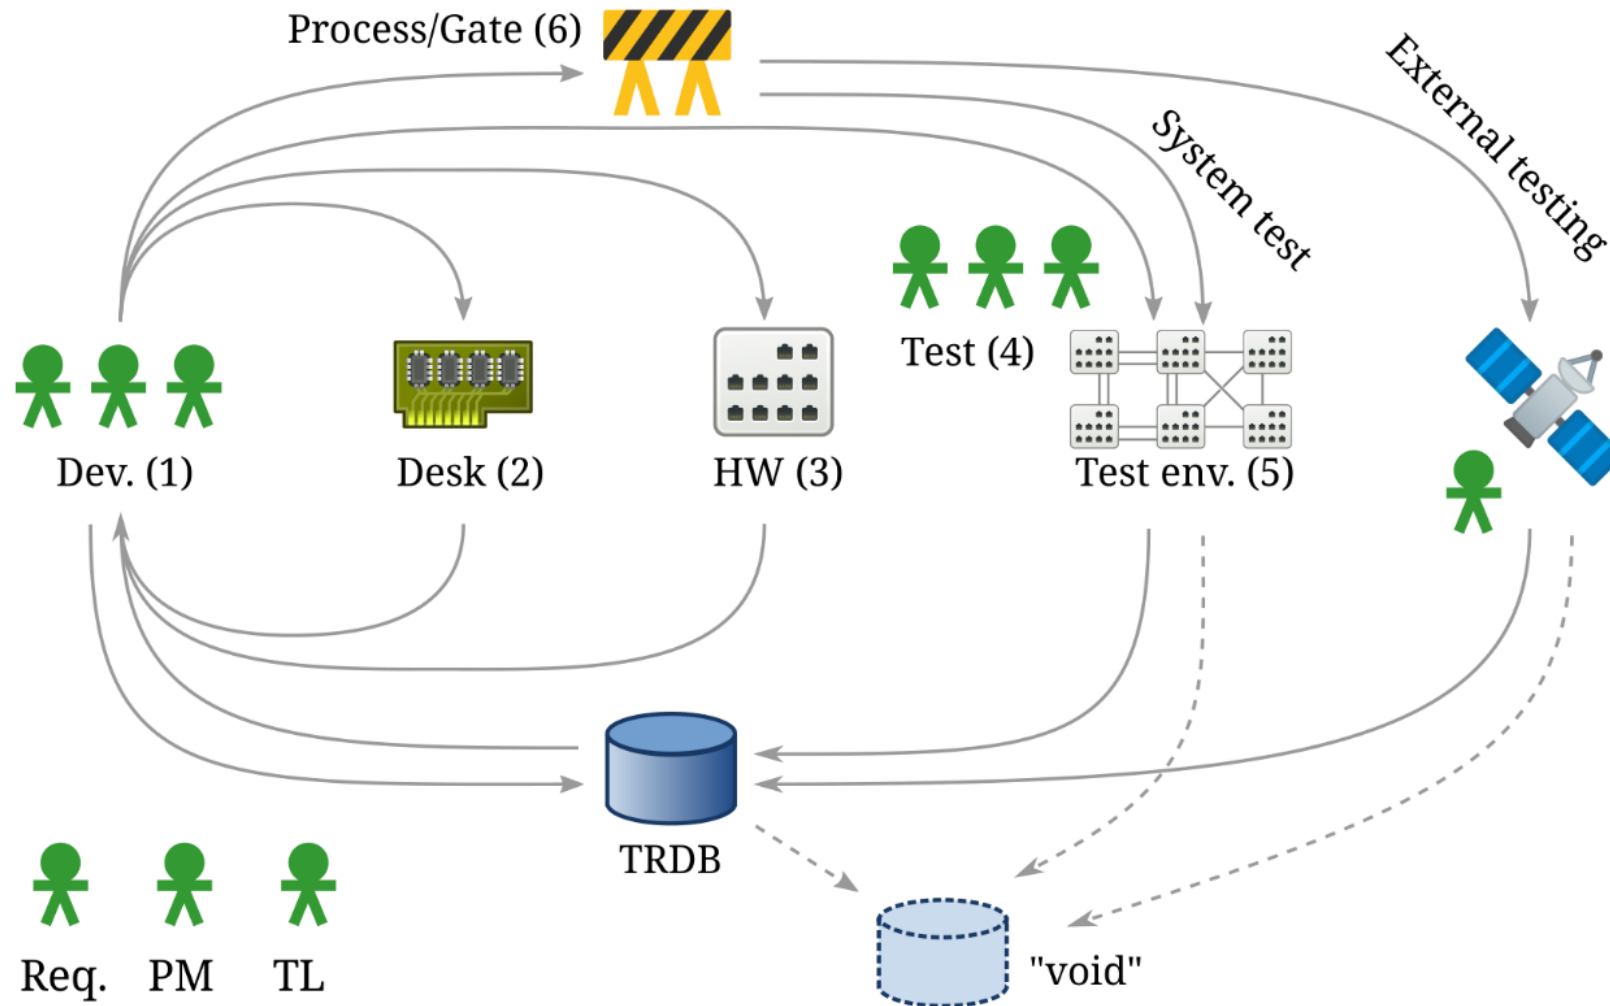 Process/Gate (6)
External testing
System test
Test (4)
Dev. (1)
Desk (2)
HW (3)
Test env. (5)
TRDB
Req.
PM
TL
"void"